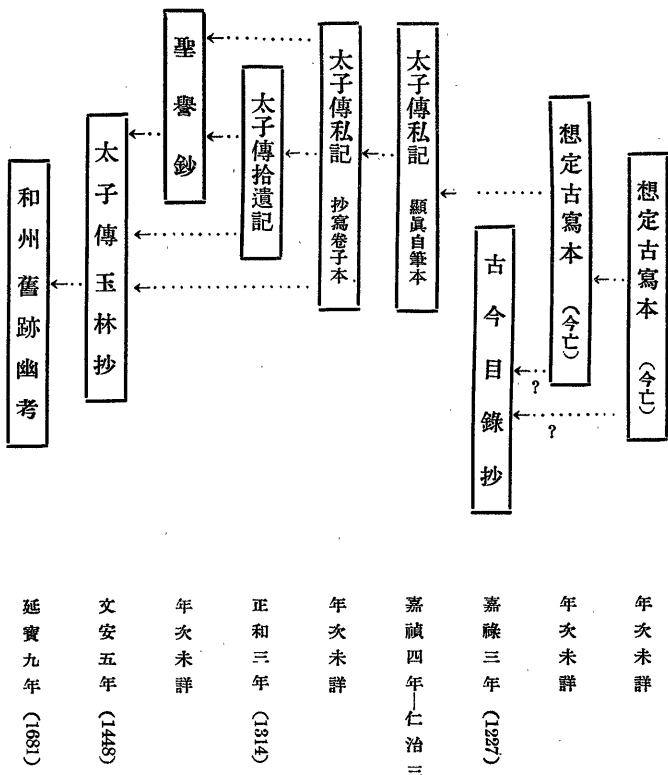 想定古寫本 (今亡)
想定古寫本 (今亡)
古今目錄抄
太子傳私記 顯眞自筆本
太子傳私記 抄寫卷子本
太子傳拾遺記
聖譽鈔
太子傳玉林抄
和州舊跡幽考
?
?
年次未詳
年次未詳
嘉祿三年 (1227)
嘉禎四年—仁治三
年次未詳
正和三年 (1314)
年次未詳
文安五年 (1448)
延寶九年 (1681)